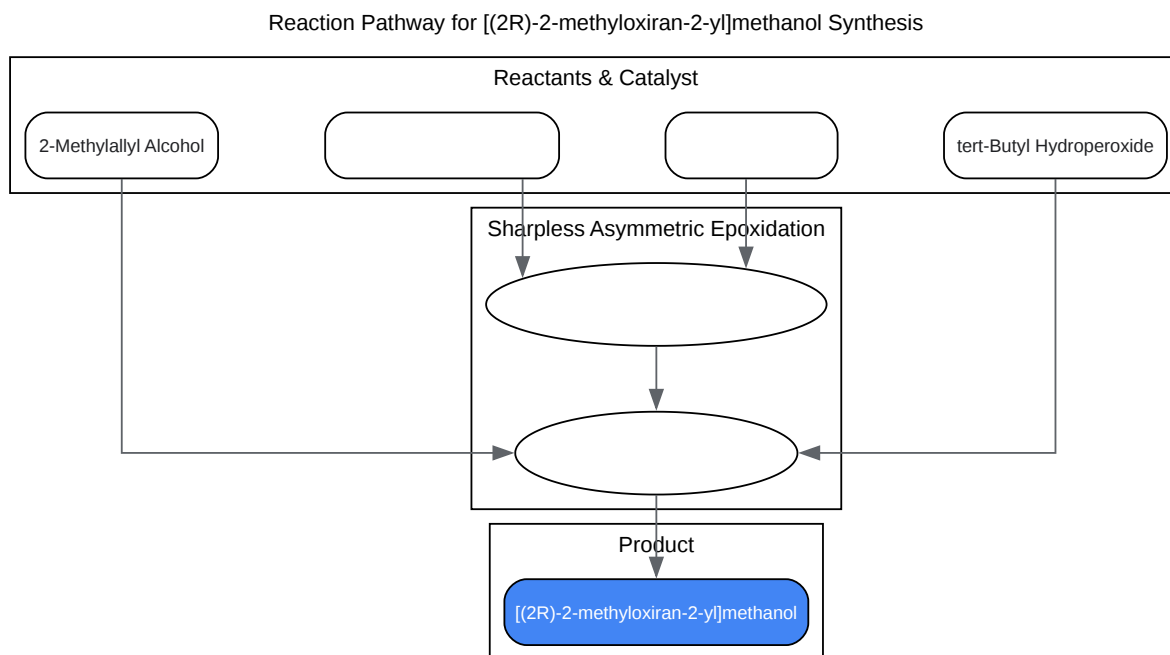 Reaction Pathway for [(2R)-2-methyloxiran-2-yl]methanol Synthesis
Reactants & Catalyst
2-Methylallyl Alcohol
tert-Butyl Hydroperoxide
Sharpless Asymmetric Epoxidation
Product
[(2R)-2-methyloxiran-2-yl]methanol